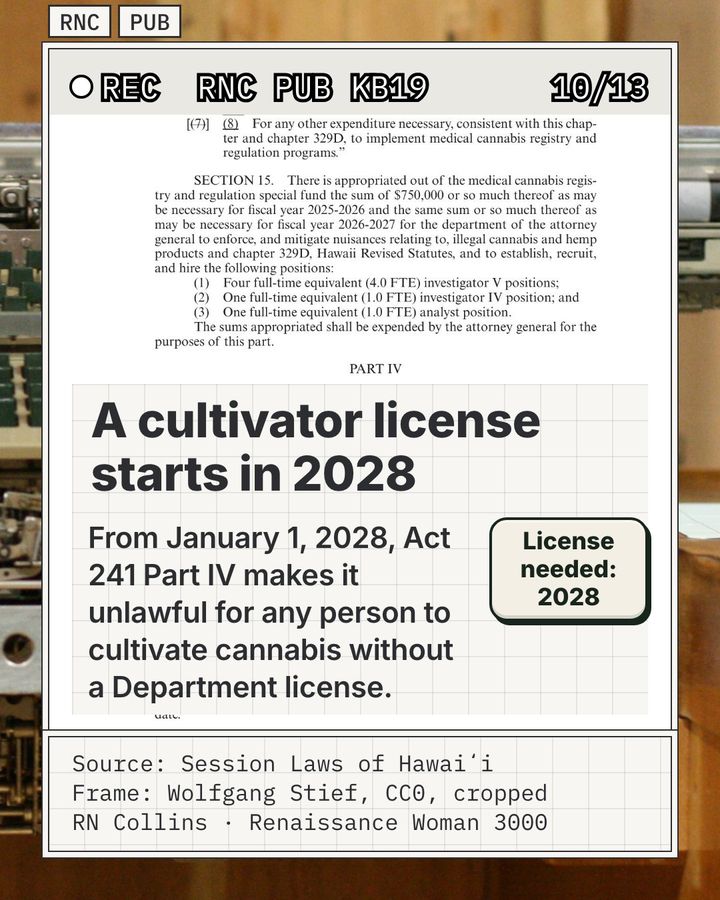 RNC PUB
REC RNC PUB KB19 10/13
[(7)] (8) For any other expenditure necessary, consistent with this chap-
ter and chapter 329D, to implement medical cannabis registry and
regulation programs.”
SECTION 15. There is appropriated out of the medical cannabis regis-
try and regulation special fund the sum of $750,000 or so much thereof as may
be necessary for fiscal year 2025-2026 and the same sum or so much thereof as
may be necessary for fiscal year 2026-2027 for the department of the attorney
general to enforce, and mitigate nuisances relating to, illegal cannabis and hemp
products and chapter 329D, Hawaii Revised Statutes, and to establish, recruit,
and hire the following positions:
(1) Four full-time equivalent (4.0 FTE) investigator V positions;
(2) One full-time equivalent (1.0 FTE) investigator IV position; and
(3) One full-time equivalent (1.0 FTE) analyst position.
The sums appropriated shall be expended by the attorney general for the
purposes of this part.
PART IV
A cultivator license
starts in 2028
From January 1, 2028, Act
241 Part IV makes it
unlawful for any person to
cultivate cannabis without
a Department license.
License
needed:
2028
Source: Session Laws of Hawaiʻi
Frame: Wolfgang Stief, CC0, cropped
RN Collins · Renaissance Woman 3000